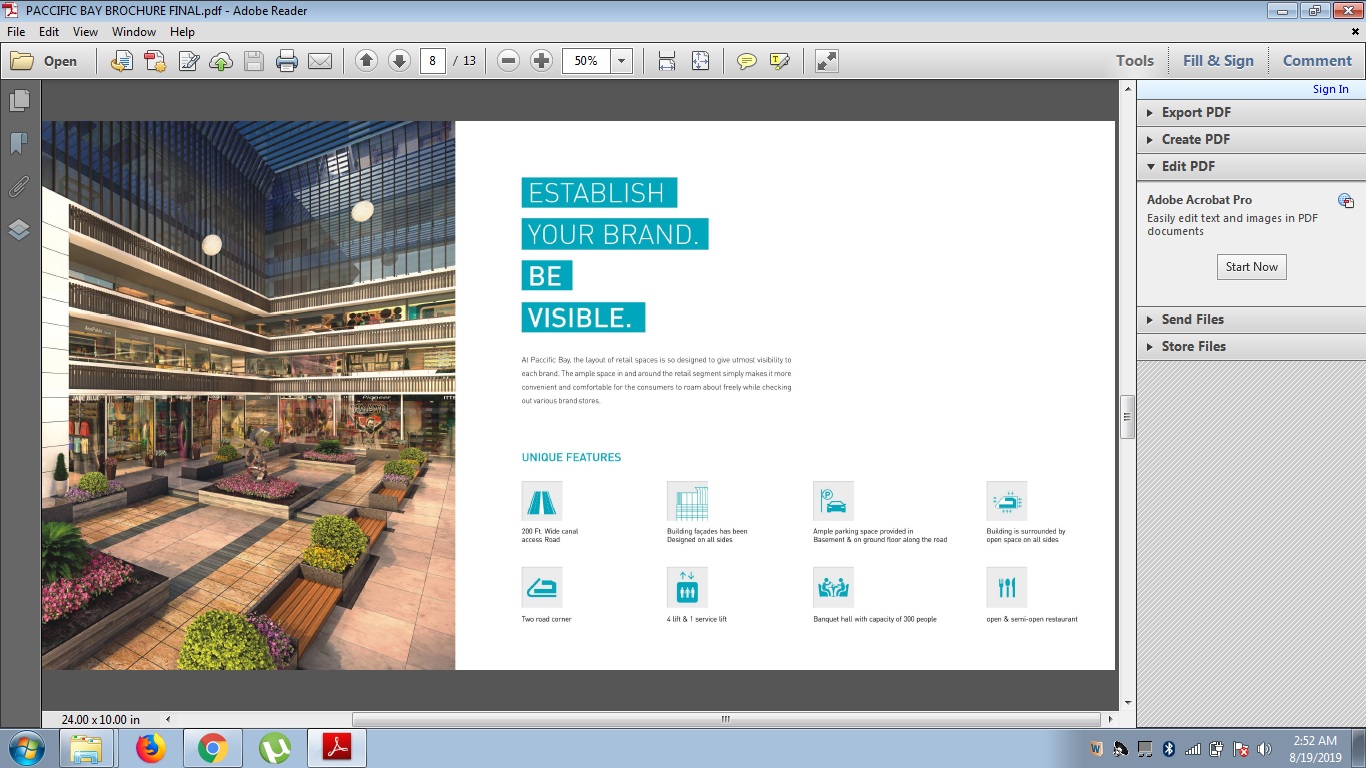 PACCIFIC BAY BROCHURE FINAL.pdf - Adobe Reader
File Edit View Window Help
Open 8 / 13 50% Tools Fill & Sign Comment
Sign In
Export PDF
Create PDF
Edit PDF
Adobe Acrobat Pro
Easily edit text and images in PDF
documents
Start Now
Send Files
Store Files
ESTABLISH
YOUR BRAND.
BE
VISIBLE.
At Paccific Bay, the layout of retail spaces is so designed to give utmost visibility to
each brand. The ample space in and around the retail segment simply makes it more
convenient and comfortable for the consumers to roam about freely while checking
out various brand stores.
UNIQUE FEATURES
200 Ft. Wide canal
access Road
Building façades has been
Designed on all sides
P
Ample parking space provided in
Basement & on ground floor along the road
Building is surrounded by
open space on all sides
Two road corner
4 lift & 1 service lift
Banquet hall with capacity of 300 people
open & semi-open restaurant
JADE BLUE
Pioneer
24.00 x 10.00 in
2:52 AM
8/19/2019